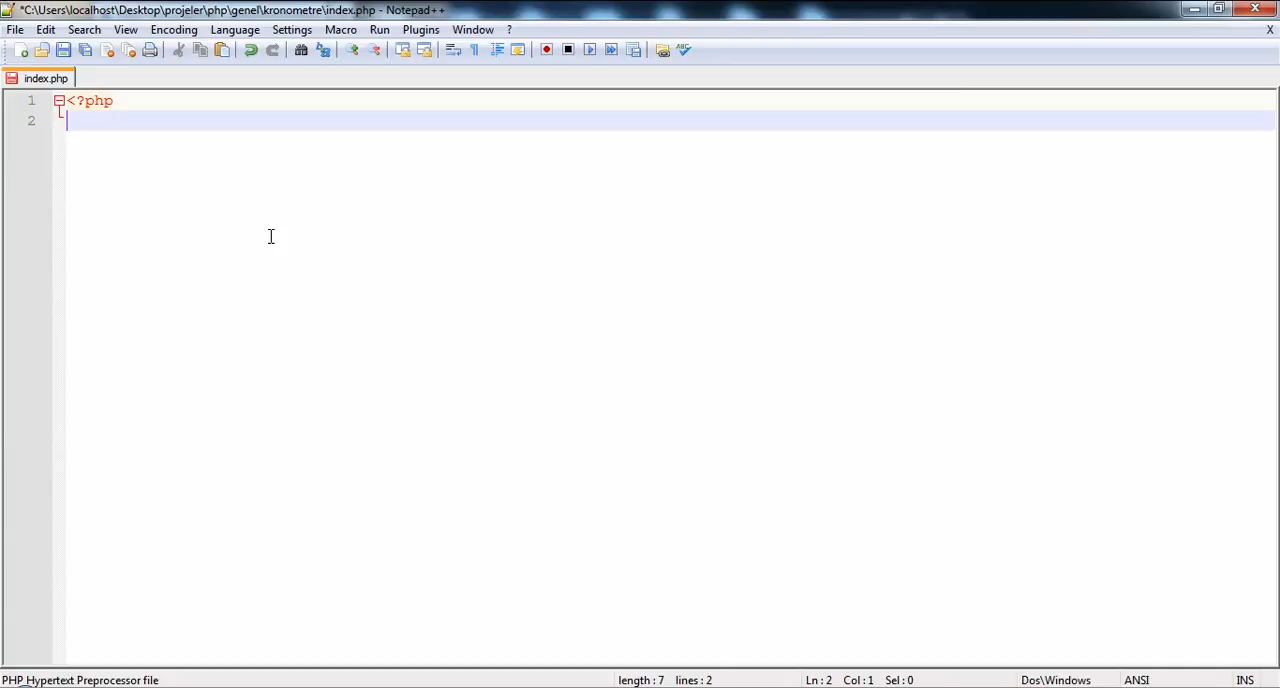 *C:\Users\localhost\Desktop\projeler\php\genel\kronometre\index.php - Notepad++
File Edit Search View Encoding Language Settings Macro Run Plugins Window ? X
index.php
1 <?php
2
PHP Hypertext Preprocessor file length : 7 lines : 2 Ln : 2 Col : 1 Sel : 0 Dos\Windows ANSI INS